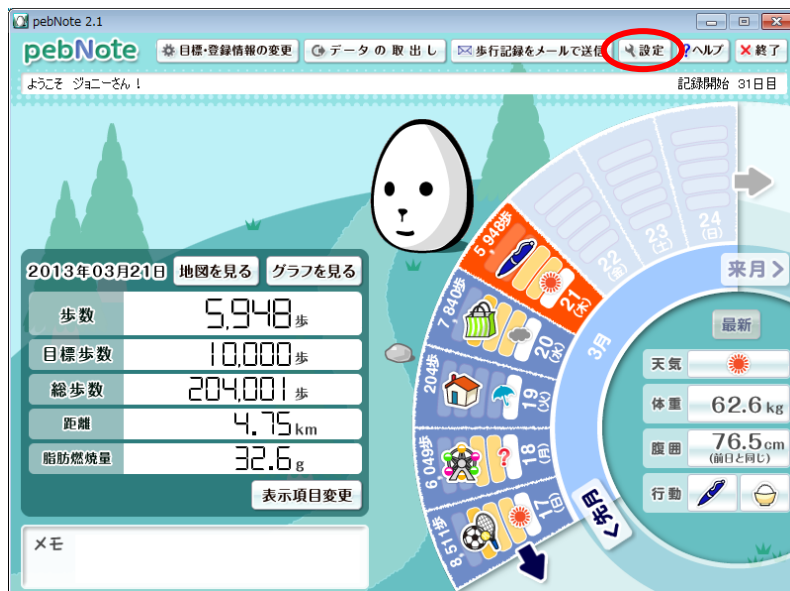 pebNote 2.1
pebNote 目標・登録情報の変更 データの取出し 歩行記録をメールで送信 設定 ?ヘルプ 終了
ようこそ ジョニーさん! 記録開始 31日目
2013年03月21日 地図を見る グラフを見る
歩数 5,948歩
目標歩数 10,000歩
総歩数 204,001歩
距離 4.75km
脂肪燃焼量 32.6g
表示項目変更
メモ
24(日)
23(土)
22(金)
5,948歩 21(木)
7,840歩 20(水)
204歩 19(火)
6,049歩 ? 18(月)
8,511歩 17(日)
3月
来月>
<先月
最新
天気
体重 62.6kg
腹囲 76.5cm
(前日と同じ)
行動